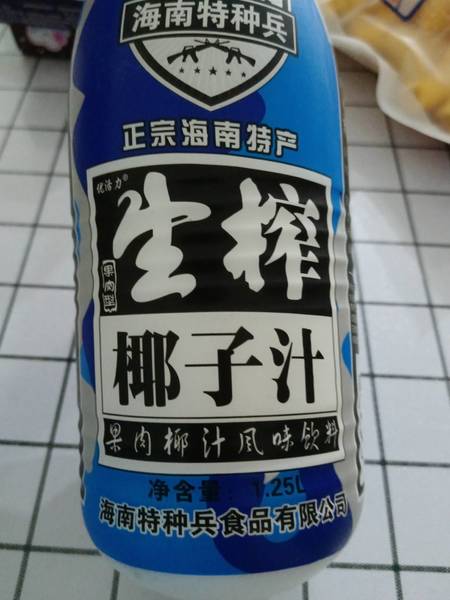 海南特种兵
正宗海南特产
优洁力®
生榨
果肉型
椰子汁
果肉椰汁风味饮料
净含量：1.25L
海南特种兵食品有限公司